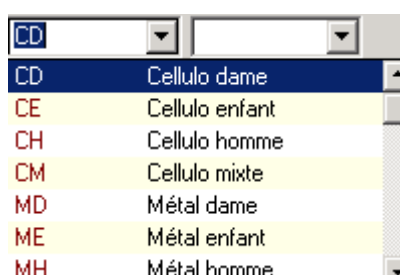 CD
CD Cellulo dame
CE Cellulo enfant
CH Cellulo homme
CM Cellulo mixte
MD Métal dame
ME Métal enfant
MH Métal homme